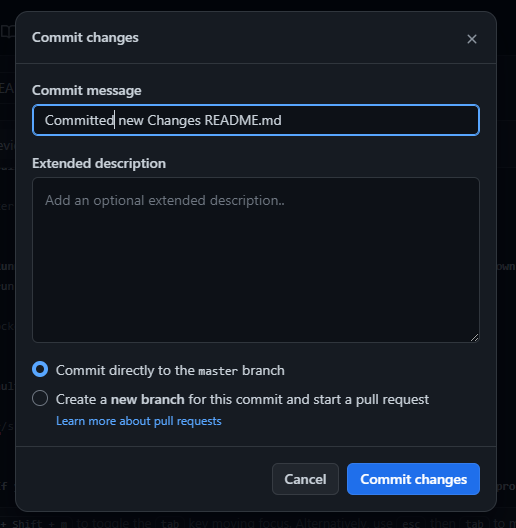 Commit changes
Commit message
Committed new Changes README.md
Extended description
Add an optional extended description..
Commit directly to the master branch
Create a new branch for this commit and start a pull request
Learn more about pull requests
Cancel
Commit changes